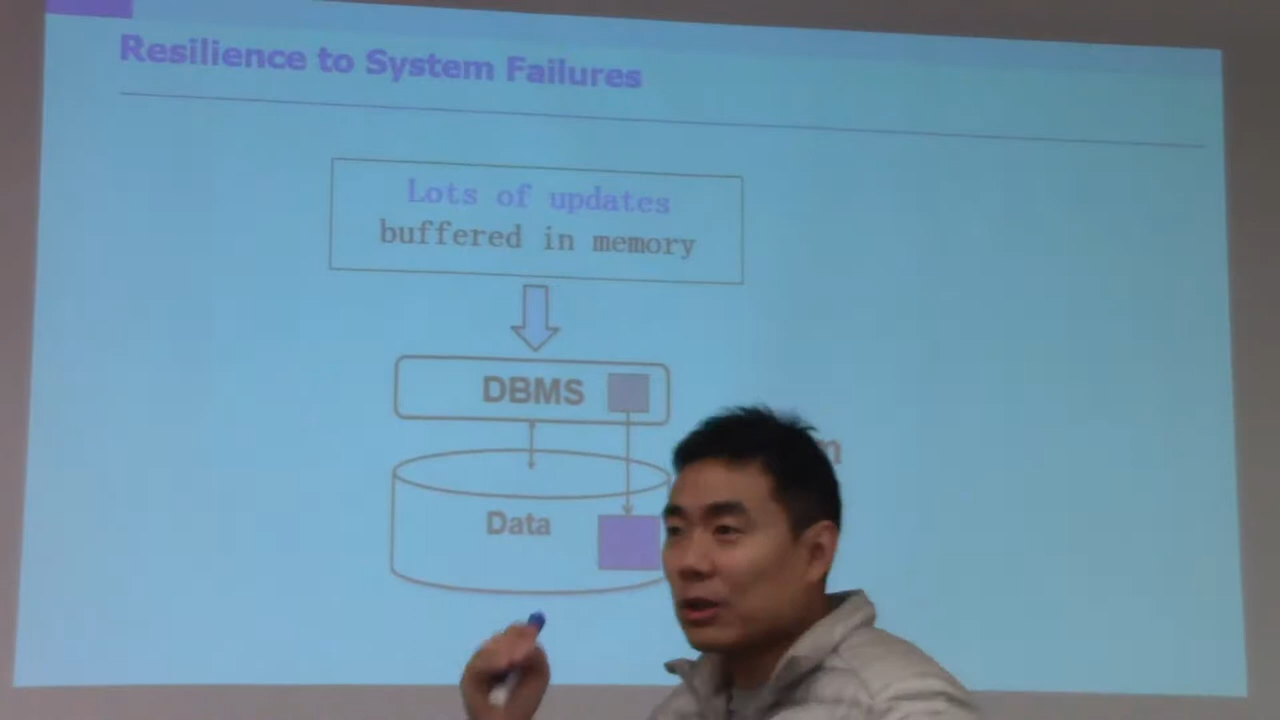 Resilience to System Failures
Lots of updates
buffered in memory
DBMS
Data